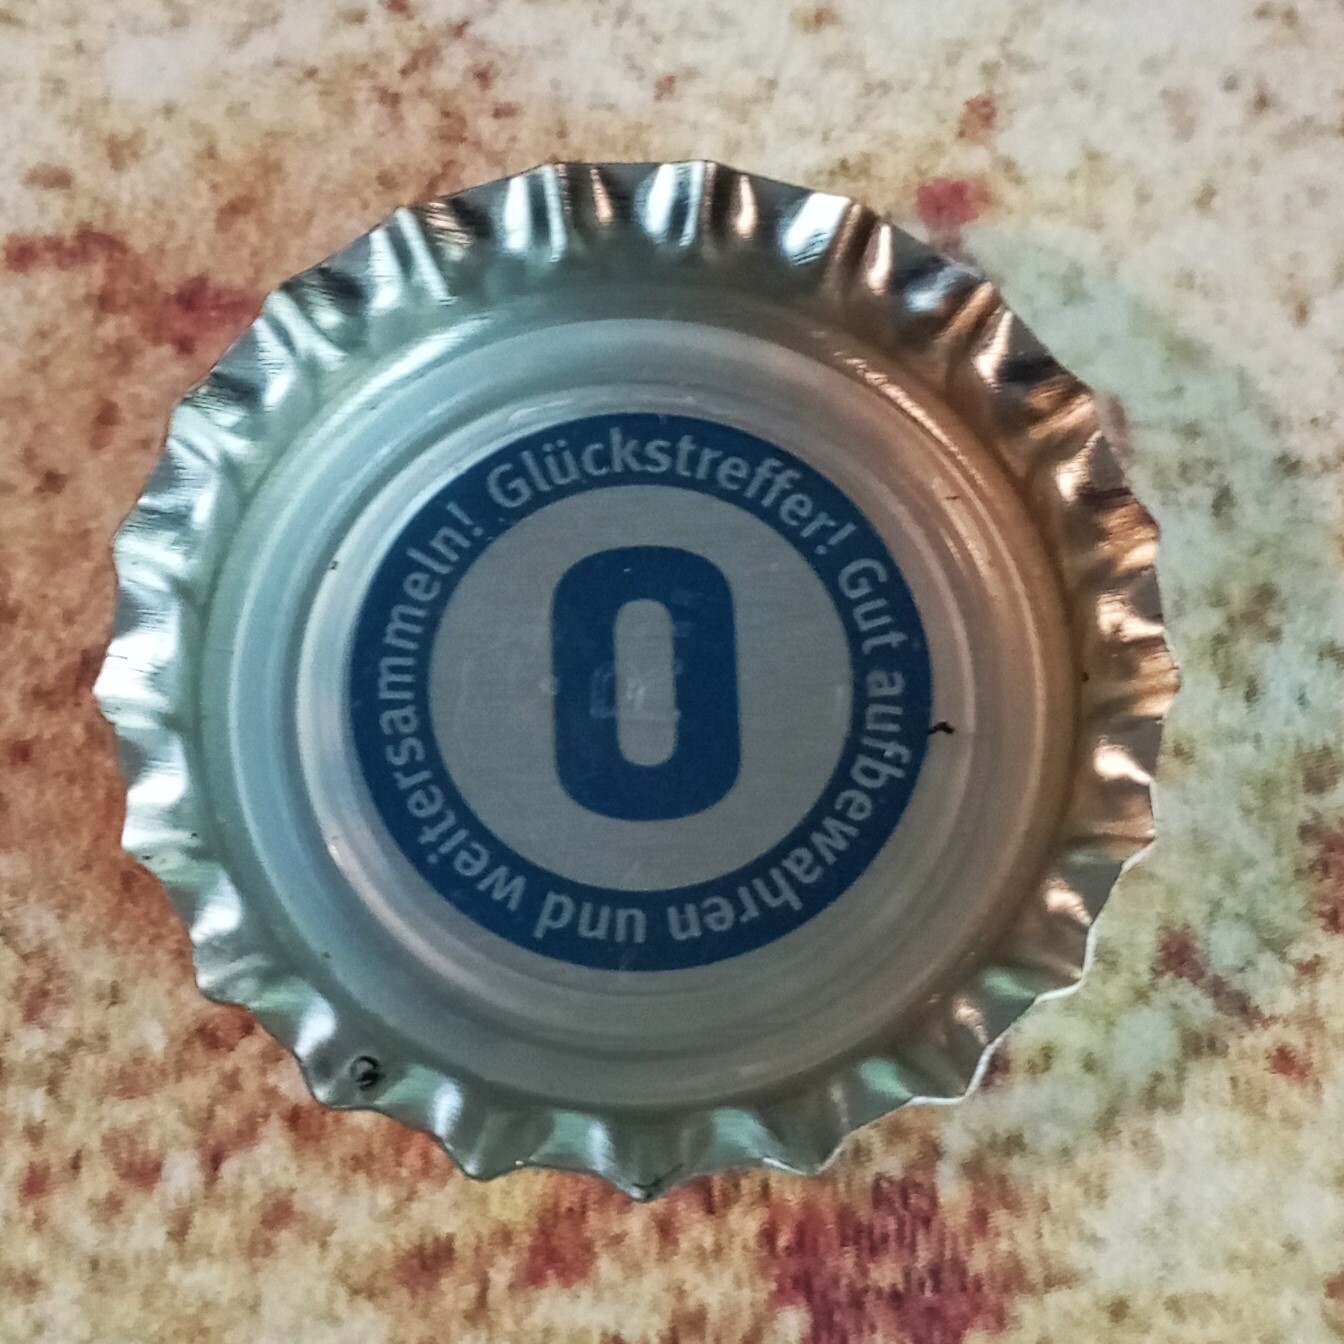 Glückstreffer! Gut aufbewahren und weitersammeln!
0